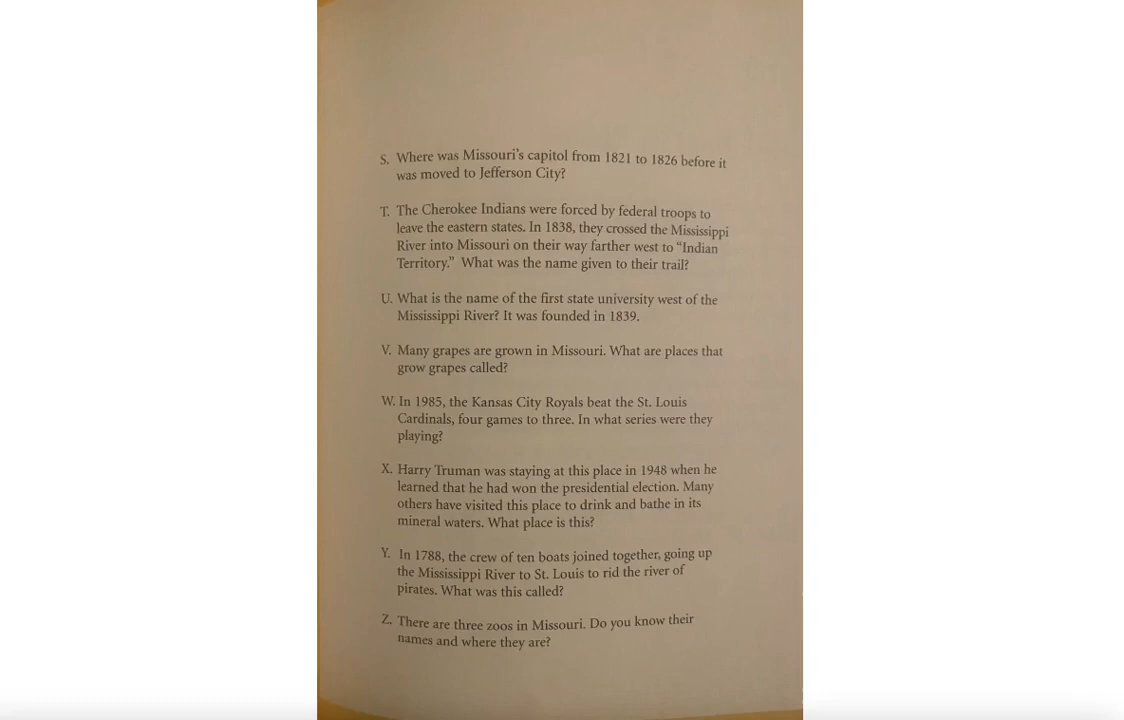 S. Where was Missouri's capitol from 1821 to 1826 before it
was moved to Jefferson City?
T. The Cherokee Indians were forced by federal troops to
leave the eastern states. In 1838, they crossed the Mississippi
River into Missouri on their way farther west to “Indian
Territory.” What was the name given to their trail?
U. What is the name of the first state university west of the
Mississippi River? It was founded in 1839.
V. Many grapes are grown in Missouri. What are places that
grow grapes called?
W. In 1985, the Kansas City Royals beat the St. Louis
Cardinals, four games to three. In what series were they
playing?
X. Harry Truman was staying at this place in 1948 when he
learned that he had won the presidential election. Many
others have visited this place to drink and bathe in its
mineral waters. What place is this?
Y. In 1788, the crew of ten boats joined together, going up
the Mississippi River to St. Louis to rid the river of
pirates. What was this called?
Z. There are three zoos in Missouri. Do you know their
names and where they are?